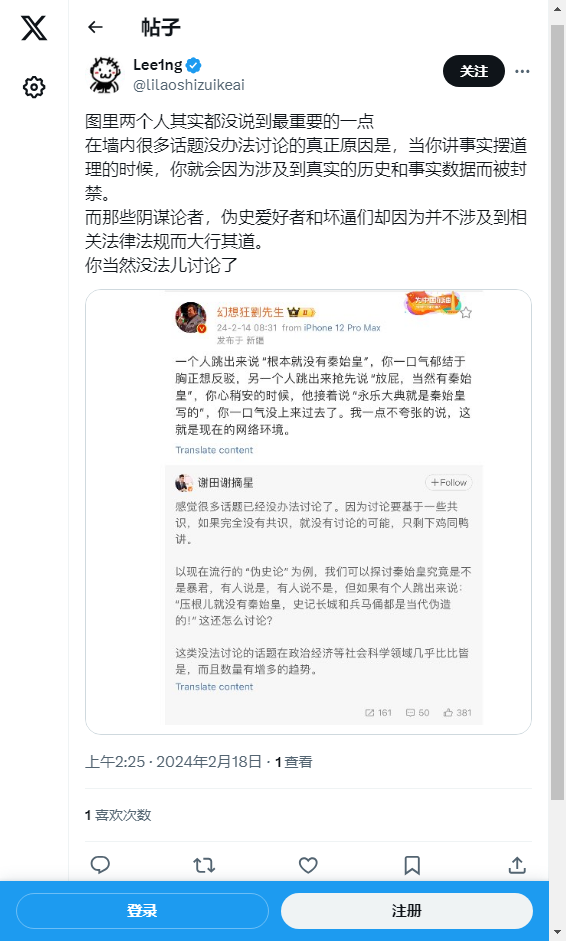 帖子
Lee1ng
@lilaoshizuikeai
关注
图里两个人其实都没说到最重要的一点
在墙内很多话题没办法讨论的真正原因是，当你讲事实摆道
理的时候，你就会因为涉及到真实的历史和事实数据而被封
禁。
而那些阴谋论者，伪史爱好者和坏逼们却因为并不涉及到相
关法律法规而大行其道。
你当然没法儿讨论了
幻想狂劉先生
24-2-14 08:31 from iPhone 12 Pro Max
发布于 新疆
为中国加油
一个人跳出来说“根本就没有秦始皇”，你一口气郁结于
胸正想反驳，另一个人跳出来抢先说“放屁，当然有秦始
皇”，你心稍安的时候，他接着说“永乐大典就是秦始皇
写的”，你一口气没上来过去了。我一点不夸张的说，这
就是现在的网络环境。
Translate content
谢田谢摘星
+Follow
感觉很多话题已经没办法讨论了。因为讨论要基于一些共
识，如果完全没有共识，就没有讨论的可能，只剩下鸡同鸭
讲。
以现在流行的“伪史论”为例，我们可以探讨秦始皇究竟是不
是暴君，有人说是，有人说不是，但如果有个人跳出来说：
“压根儿就没有秦始皇，史记长城和兵马俑都是当代伪造
的！”这还怎么讨论？
这类没法讨论的话题在政治经济等社会科学领域几乎比比皆
是，而且数量有增多的趋势。
Translate content
161 50 381
上午2:25 · 2024年2月18日 · 1 查看
1 喜欢次数
登录
注册